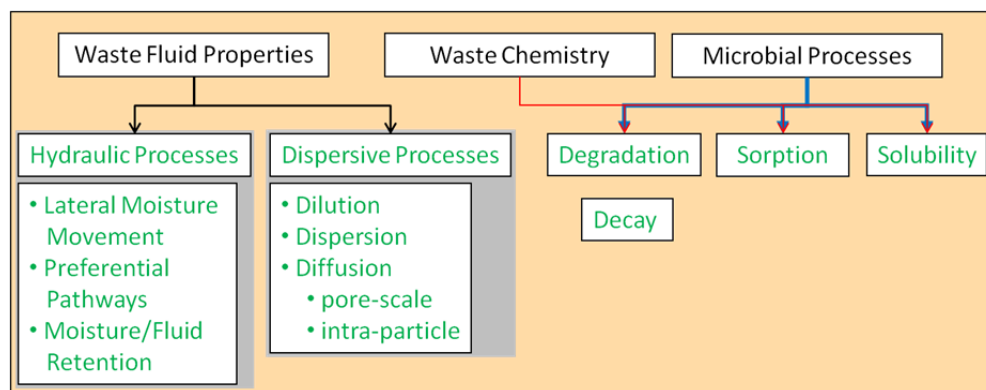 Waste Fluid Properties
Waste Chemistry
Microbial Processes
Hydraulic Processes
Dispersive Processes
Degradation
Sorption
Solubility
• Lateral Moisture
Movement
• Preferential
Pathways
• Moisture/Fluid
Retention
• Dilution
• Dispersion
• Diffusion
• pore-scale
• intra-particle
Decay